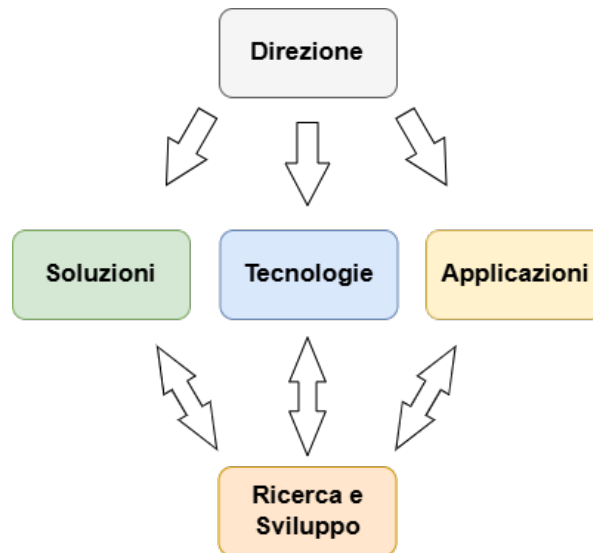 Direzione
Soluzioni
Tecnologie
Applicazioni
Ricerca e
Sviluppo